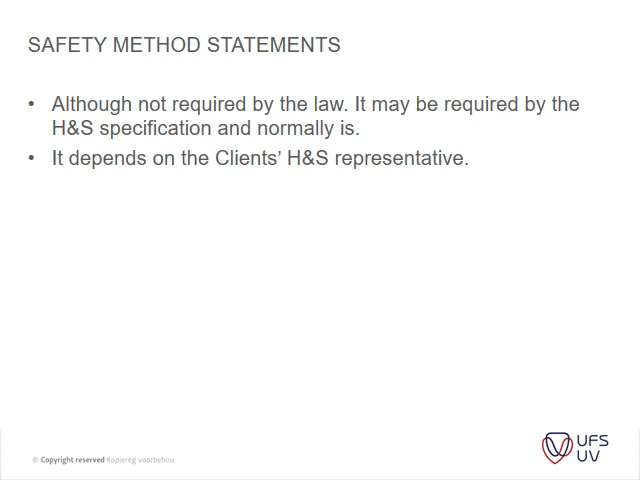 SAFETY METHOD STATEMENTS
• Although not required by the law. It may be required by the
H&S specification and normally is.
• It depends on the Clients’ H&S representative.
© Copyright reserved Kopiereg voorbehou
UFS
UV